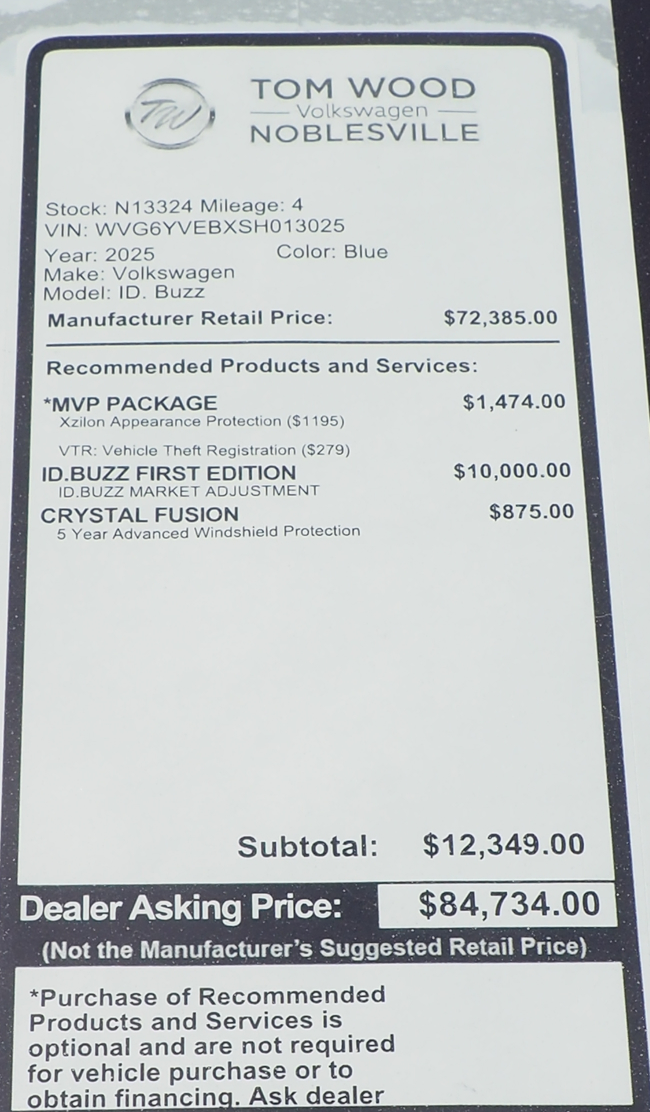 TW
TOM WOOD
Volkswagen
NOBLESVILLE
Stock: N13324 Mileage: 4
VIN: WVG6YVEBXSH013025
Year: 2025 Color: Blue
Make: Volkswagen
Model: ID. Buzz
Manufacturer Retail Price: $72,385.00
Recommended Products and Services:
*MVP PACKAGE $1,474.00
Xzilon Appearance Protection ($1195)
VTR: Vehicle Theft Registration ($279)
ID.BUZZ FIRST EDITION $10,000.00
ID.BUZZ MARKET ADJUSTMENT
CRYSTAL FUSION $875.00
5 Year Advanced Windshield Protection
Subtotal: $12,349.00
Dealer Asking Price: $84,734.00
(Not the Manufacturer's Suggested Retail Price)
*Purchase of Recommended
Products and Services is
optional and are not required
for vehicle purchase or to
obtain financing. Ask dealer